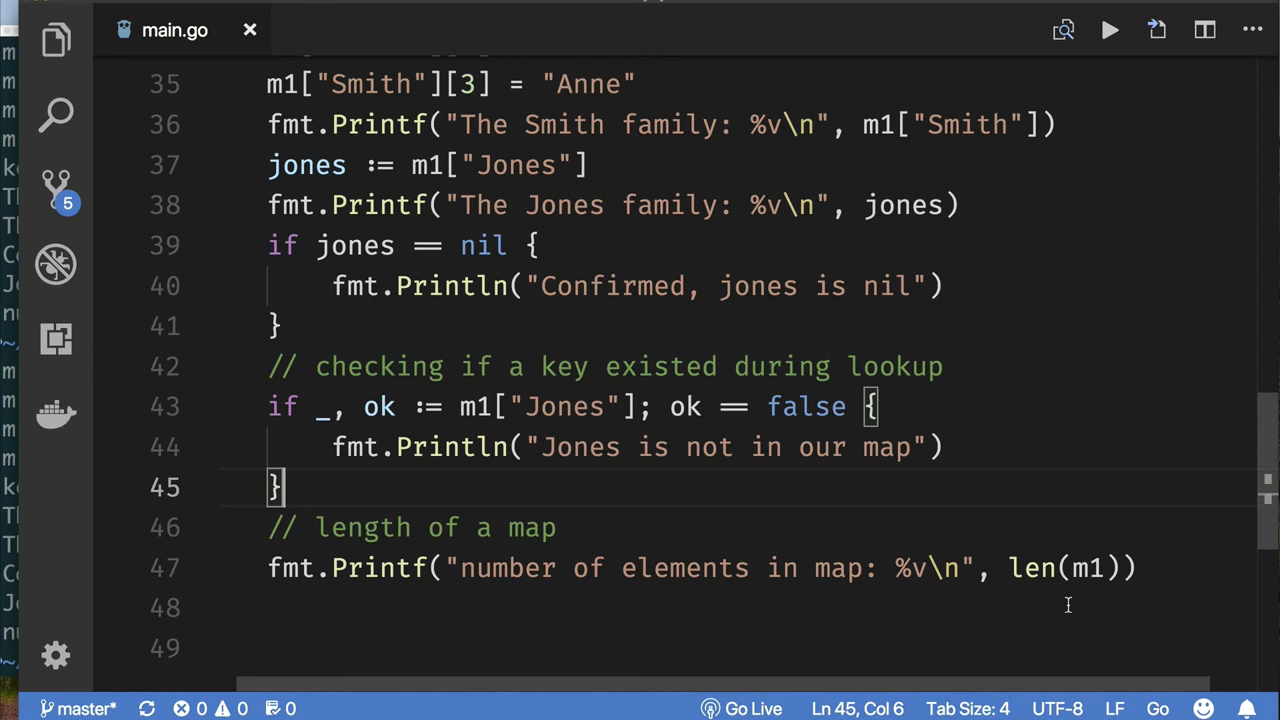 main.go
35 m1["Smith"][3] = "Anne"
36 fmt.Printf("The Smith family: %v\n", m1["Smith"])
37 jones := m1["Jones"]
38 fmt.Printf("The Jones family: %v\n", jones)
39 if jones == nil {
40 fmt.Println("Confirmed, jones is nil")
41 }
42 // checking if a key existed during lookup
43 if _, ok := m1["Jones"]; ok == false {
44 fmt.Println("Jones is not in our map")
45 }
46 // length of a map
47 fmt.Printf("number of elements in map: %v\n", len(m1))
48
49
5
master* 0 0 0 Go Live Ln 45, Col 6 Tab Size: 4 UTF-8 LF Go